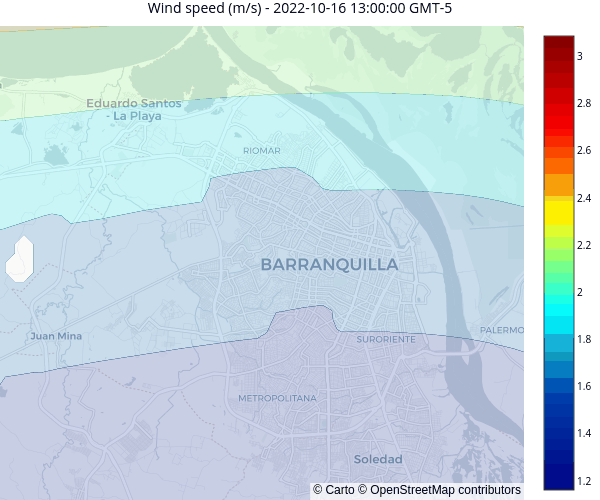 Wind speed (m/s) - 2022-10-16 13:00:00 GMT-5
3
2.8
2.6
2.4
2.2
2
1.8
1.6
1.4
1.2
Eduardo Santos
- La Playa
RIOMAR
BARRANQUILLA
Juan Mina
PALERMO
SURORIENTE
METROPOLITANA
Soledad
© Carto © OpenStreetMap contributors